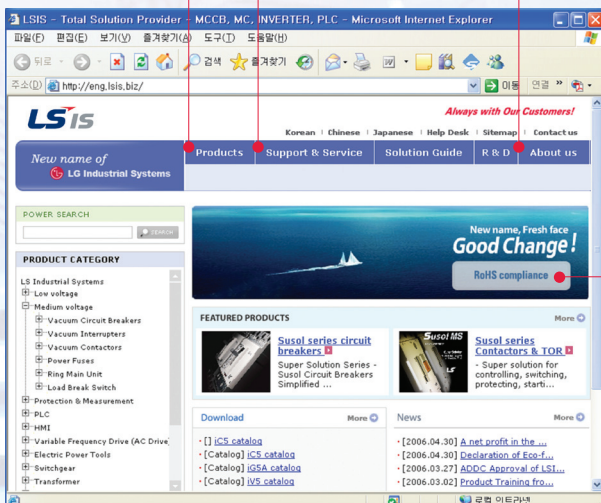 LSIS - Total Solution Provider - MCCB, MC, INVERTER, PLC - Microsoft Internet Explorer
파일(F) 편집(E) 보기(V) 즐겨찾기(A) 도구(T) 도움말(H)
뒤로 검색 즐겨찾기
주소(D) http://eng.lsis.biz/ 이동 연결 »
LSis
Always with Our Customers!
Korean Chinese Japanese Help Desk Sitemap Contact us
New name of
LG Industrial Systems
Products Support & Service Solution Guide R & D About us
POWER SEARCH
SEARCH
New name, Fresh face
Good Change!
RoHS compliance
PRODUCT CATEGORY
LS Industrial Systems
Low voltage
Medium voltage
Vacuum Circuit Breakers
Vacuum Interrupters
Vacuum Contactors
Power Fuses
Ring Main Unit
Load Break Switch
Protection & Measurement
PLC
HMI
Variable Frequency Drive (AC Drive)
Electric Power Tools
Switchgear
Transformer
FEATURED PRODUCTS More
Susol series circuit
breakers
Super Solution Series -
Susol Circuit Breakers
Simplified ...
Susol MS
Susol series
Contactors & TOR
- Super solution for
controlling, switching,
protecting, starti...
Download More
· [] iC5 catalog
· [Catalog] iC5 catalog
· [Catalog] iG5A catalog
· [Catalog] iV5 catalog
News More
· [2006.04.30] A net profit in the ...
· [2006.04.30] Declaration of Eco-f...
· [2006.03.27] ADDC Approval of LSI...
· [2006.03.02] Product Training fro...
로컬 인트라넷